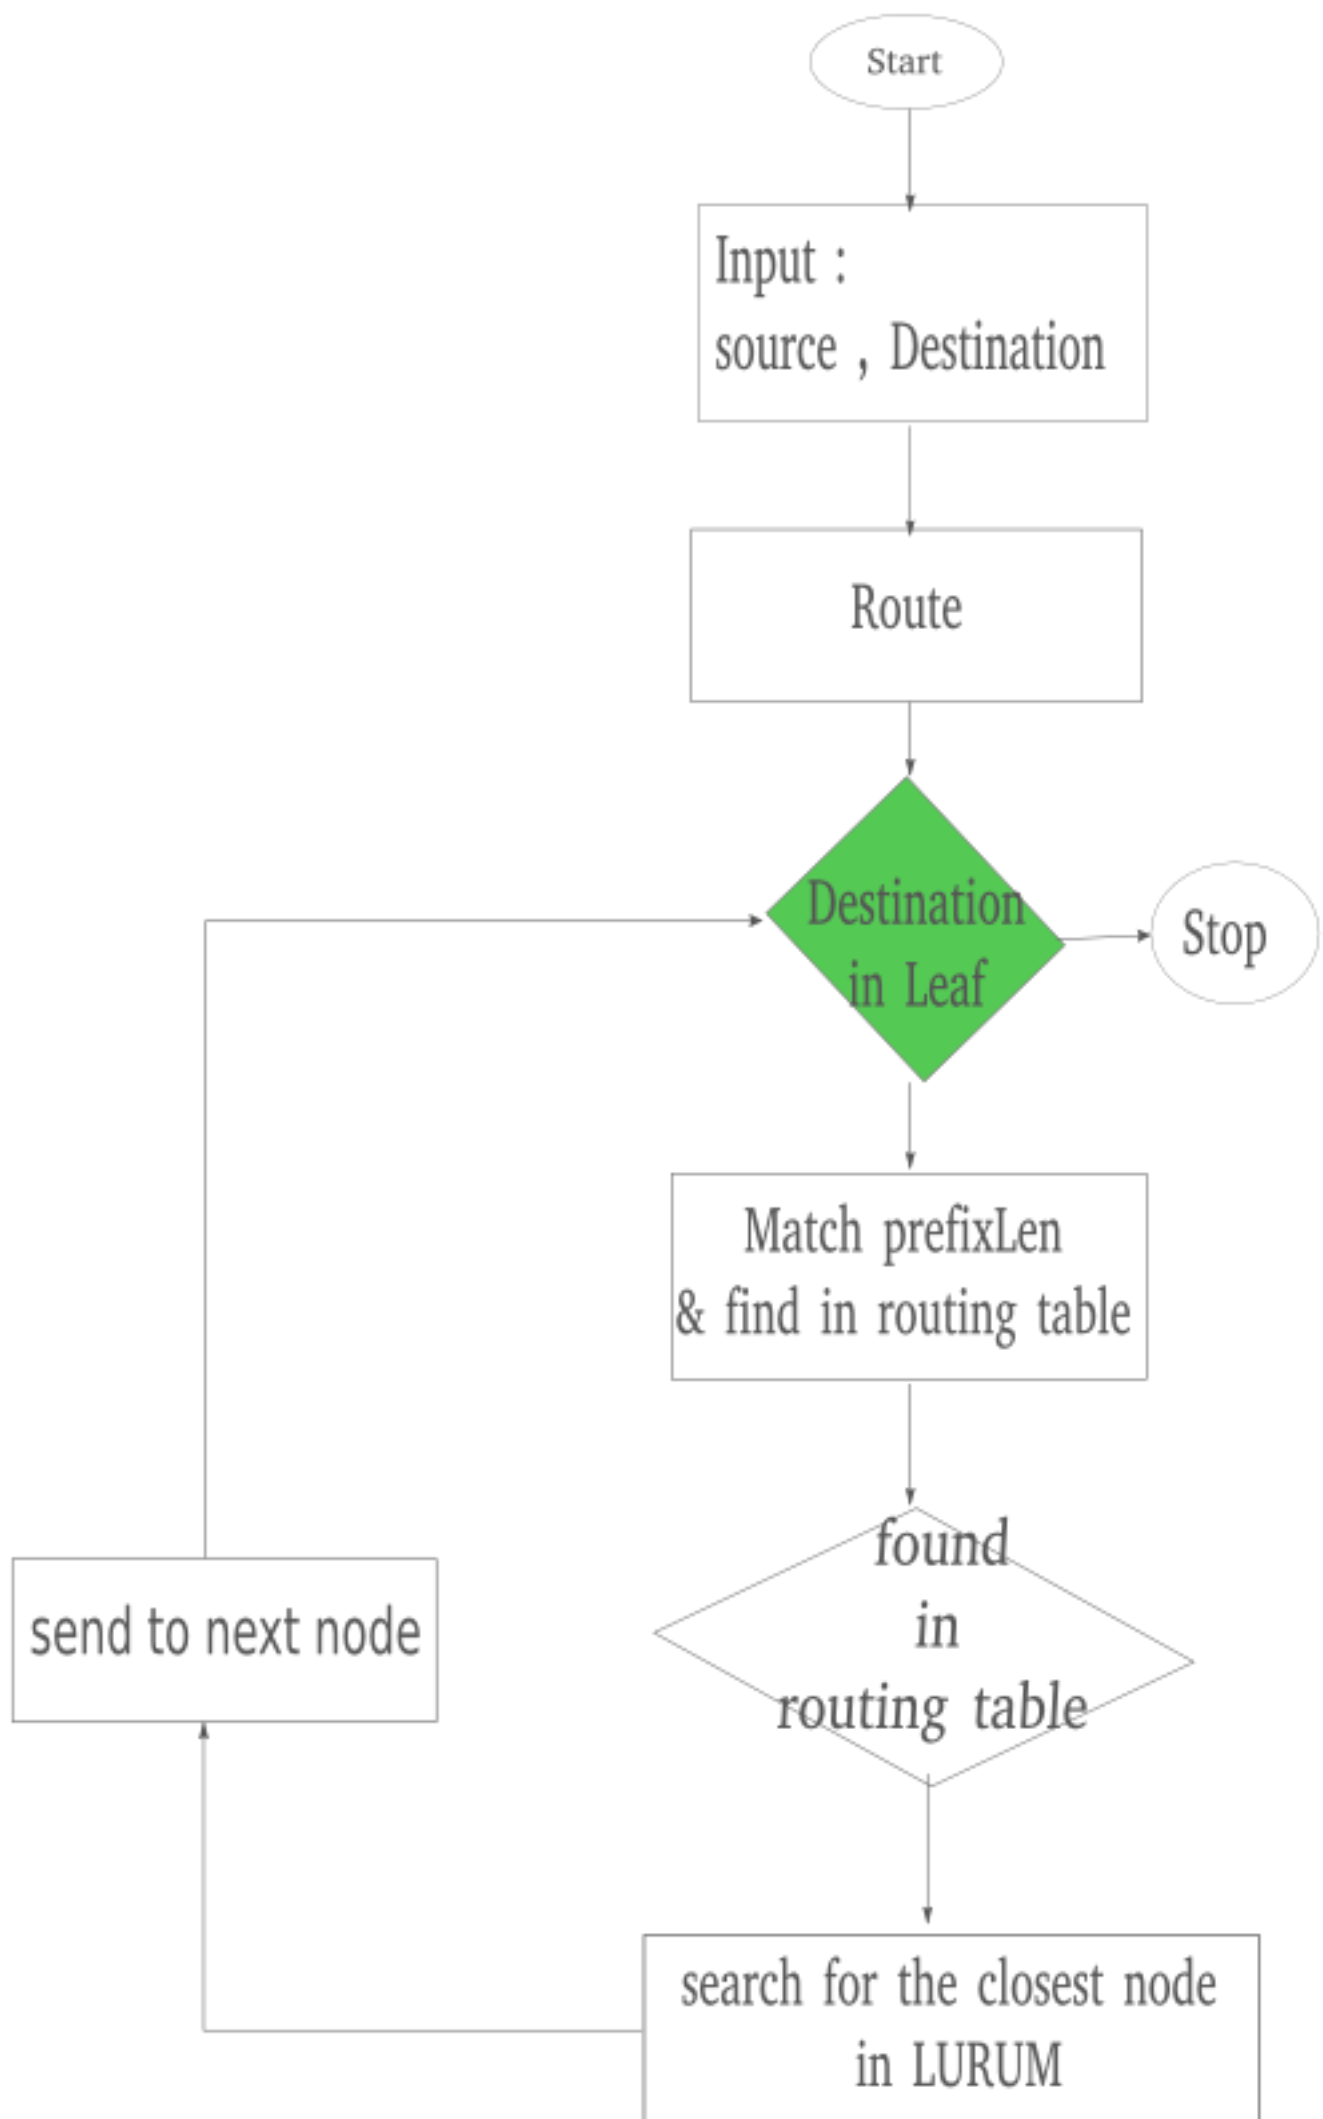 Start
Input :
source , Destination
Route
Destination
in Leaf
Stop
Match prefixLen
& find in routing table
found
in
routing table
send to next node
search for the closest node
in LURUM